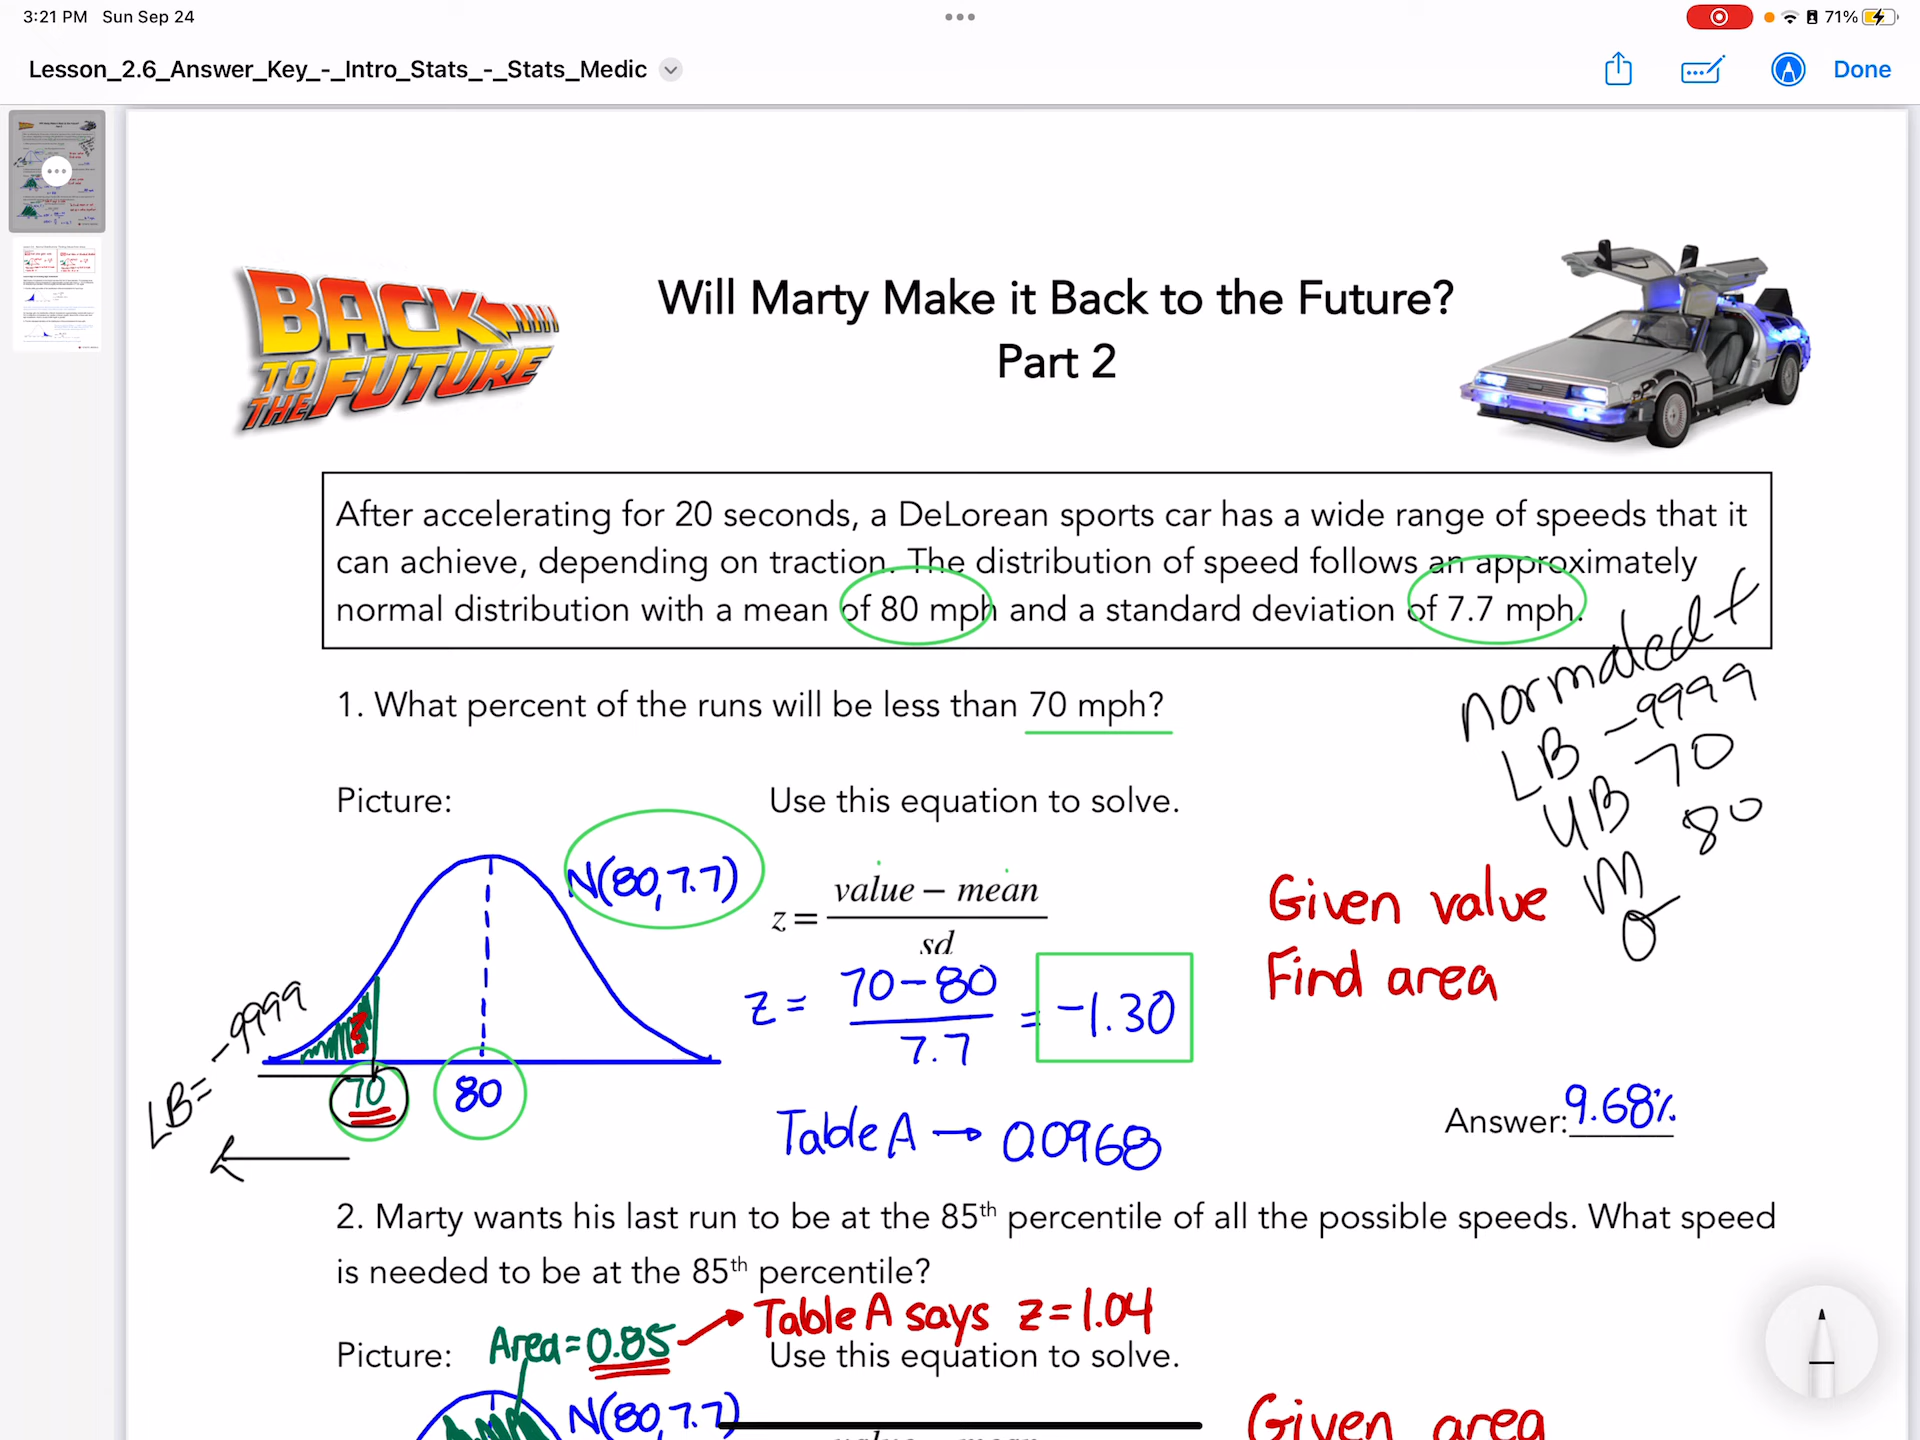 3:21 PM Sun Sep 24
71%
Lesson_2.6_Answer_Key_-_Intro_Stats_-_Stats_Medic
Done
BACK TO THE FUTURE
Will Marty Make it Back to the Future?
Part 2
After accelerating for 20 seconds, a DeLorean sports car has a wide range of speeds that it
can achieve, depending on traction. The distribution of speed follows an approximately
normal distribution with a mean of 80 mph and a standard deviation of 7.7 mph.
normalcdf
LB -9999
UB 70
M 80
σ
1. What percent of the runs will be less than 70 mph?
Picture:
Use this equation to solve.
N(80,7.7)
z = value – mean / sd
Given value
Find area
z = 70-80 / 7.7 = -1.30
LB= -9999
70
80
Table A → 0.0968
Answer: 9.68%
2. Marty wants his last run to be at the 85th percentile of all the possible speeds. What speed
is needed to be at the 85th percentile?
Table A says z=1.04
Area=0.85
Picture:
Use this equation to solve.
N(80,7.7)
Given area